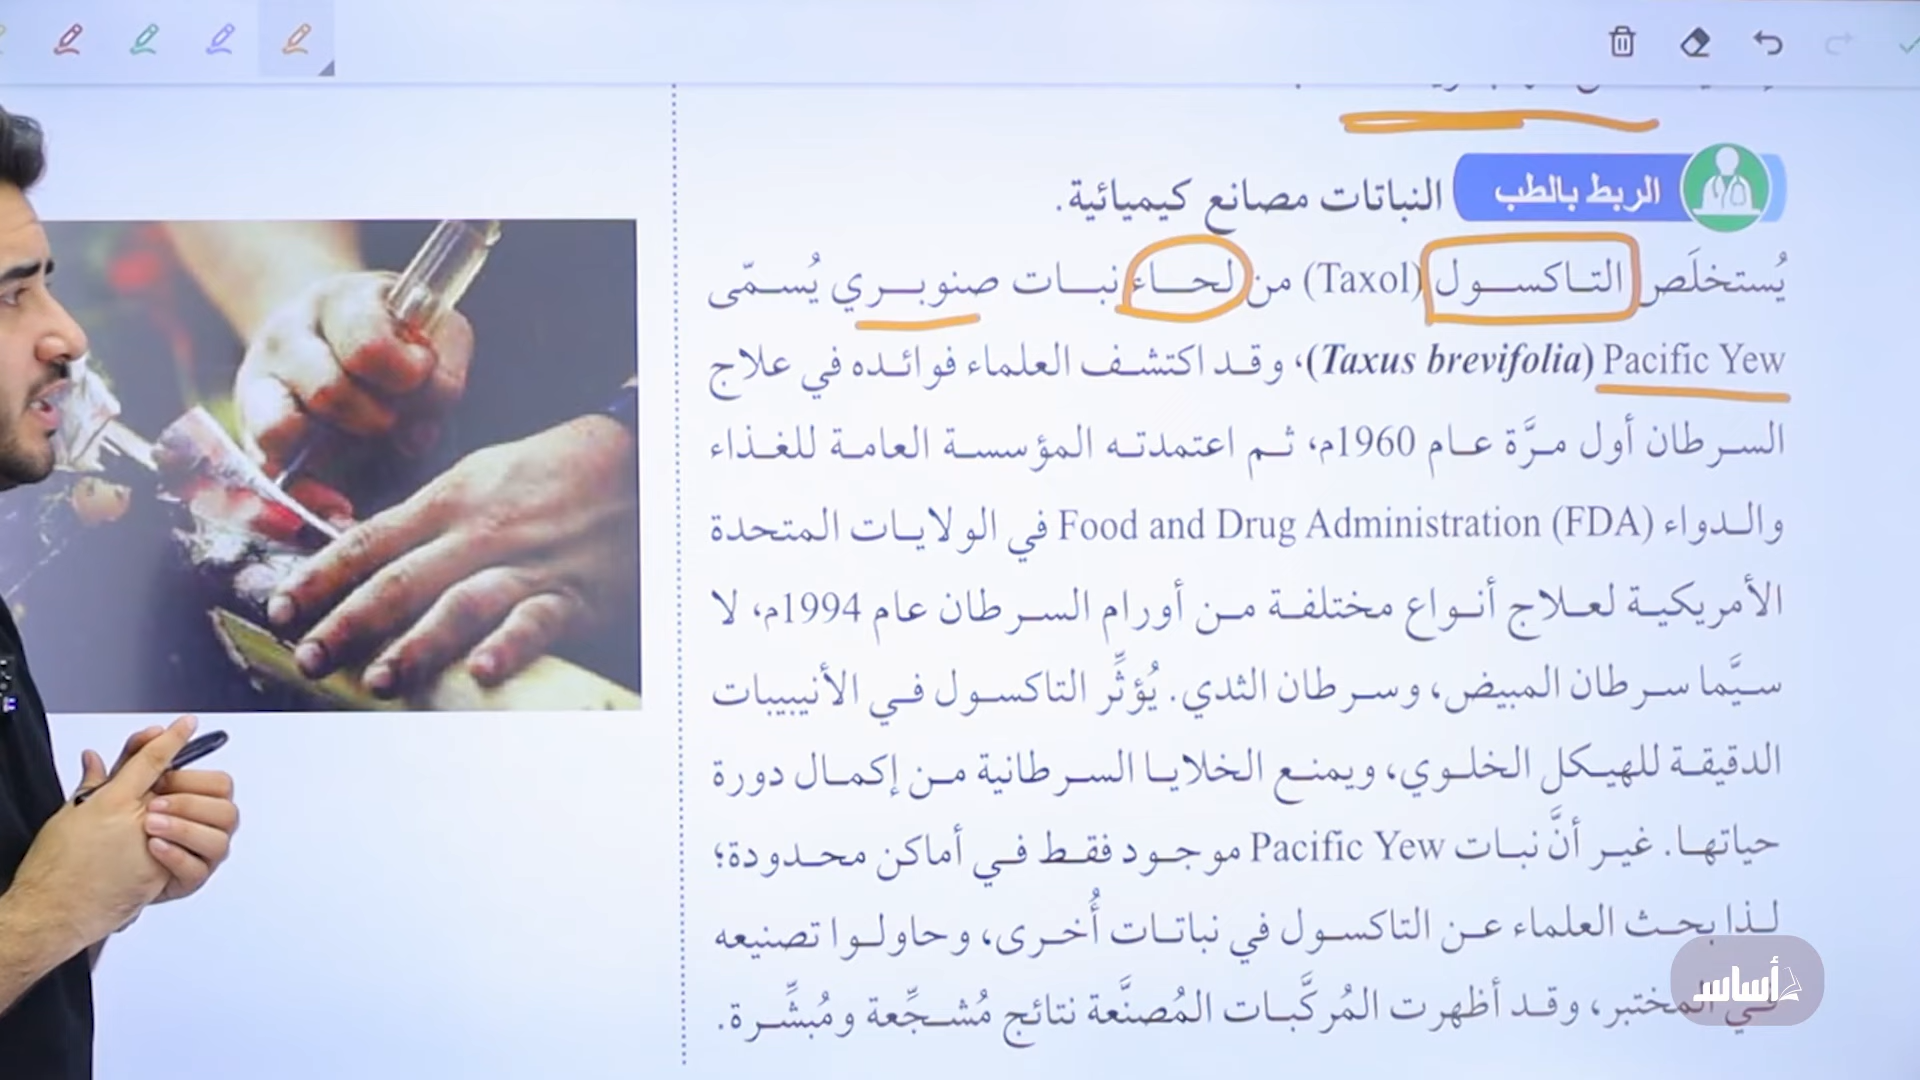 الربط بالطب النباتات مصانع كيميائية.
يُستخلَص التاكسول (Taxol) من لحاء نبات صنوبري يُسمّى
Pacific Yew (Taxus brevifolia)، وقد اكتشف العلماء فوائده في علاج
السرطان أول مرَّة عام 1960م، ثم اعتمدته المؤسسة العامة للغذاء
والدواء Food and Drug Administration (FDA) في الولايات المتحدة
الأمريكية لعلاج أنواع مختلفة من أورام السرطان عام 1994م، لا
سيَّما سرطان المبيض، وسرطان الثدي. يُؤثِّر التاكسول في الأنيبيبات
الدقيقة للهيكل الخلوي، ويمنع الخلايا السرطانية من إكمال دورة
حياتها. غير أنَّ نبات Pacific Yew موجود فقط في أماكن محدودة؛
لذا بحث العلماء عن التاكسول في نباتات أُخرى، وحاولوا تصنيعه
في المختبر، وقد أظهرت المُركَّبات المُصنَّعة نتائج مُشجِّعة ومُبشِّرة.
أساس